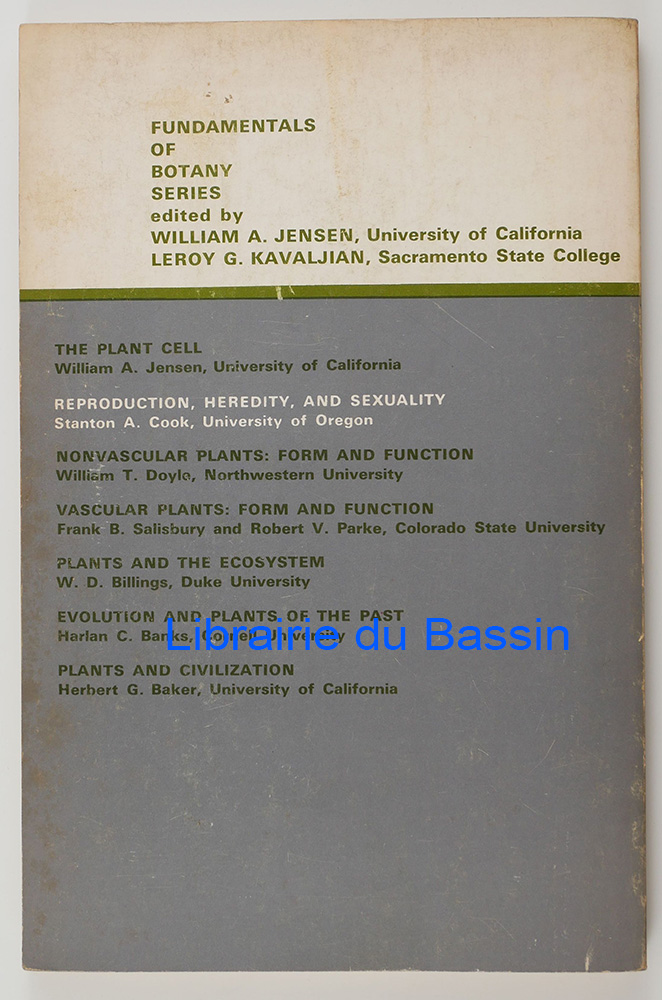 FUNDAMENTALS
OF
BOTANY
SERIES
edited by
WILLIAM A. JENSEN, University of California
LEROY G. KAVALJIAN, Sacramento State College
THE PLANT CELL
William A. Jensen, University of California
REPRODUCTION, HEREDITY, AND SEXUALITY
Stanton A. Cook, University of Oregon
NONVASCULAR PLANTS: FORM AND FUNCTION
William T. Doyle, Northwestern University
VASCULAR PLANTS: FORM AND FUNCTION
Frank B. Salisbury and Robert V. Parke, Colorado State University
PLANTS AND THE ECOSYSTEM
W. D. Billings, Duke University
EVOLUTION AND PLANTS OF THE PAST
Harlan C. Banks, Cornell University
Librairie du Bassin
PLANTS AND CIVILIZATION
Herbert G. Baker, University of California